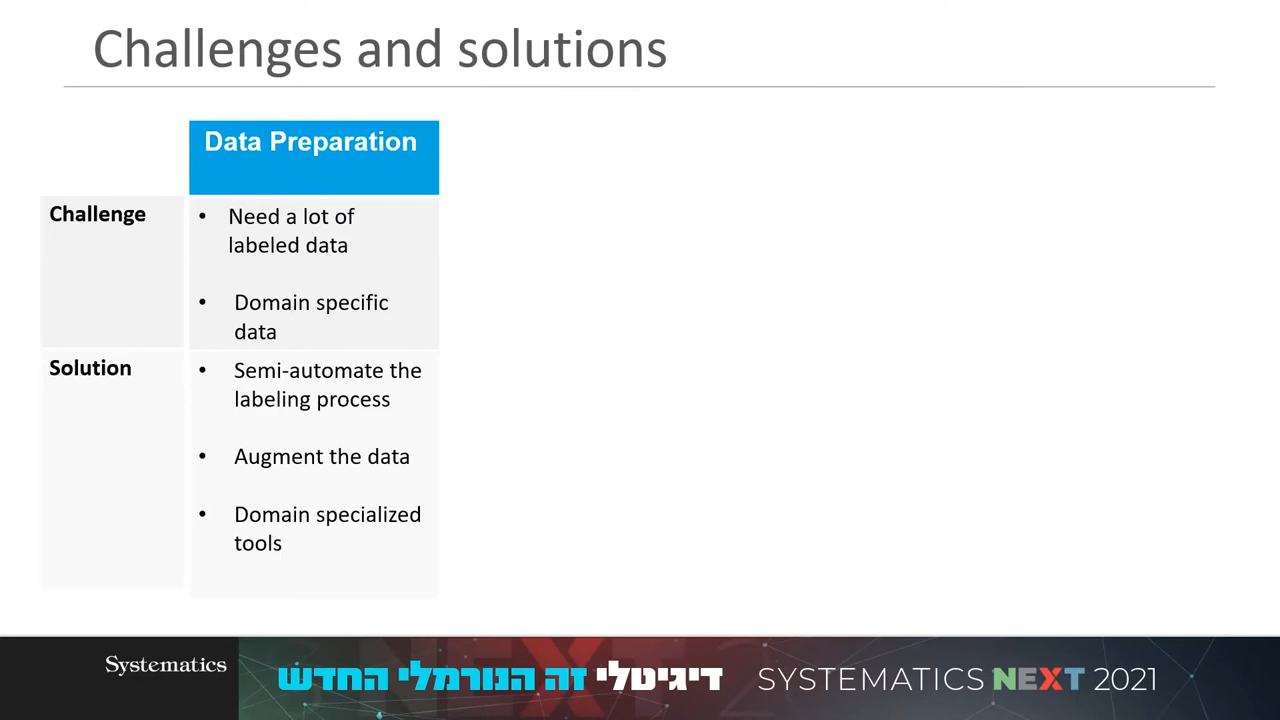 Challenges and solutions
Data Preparation
Challenge
• Need a lot of
labeled data
• Domain specific
data
Solution
• Semi-automate the
labeling process
• Augment the data
• Domain specialized
tools
Systematics
דיגיטלי זה הנורמלי החדש
SYSTEMATICS NEXT 2021